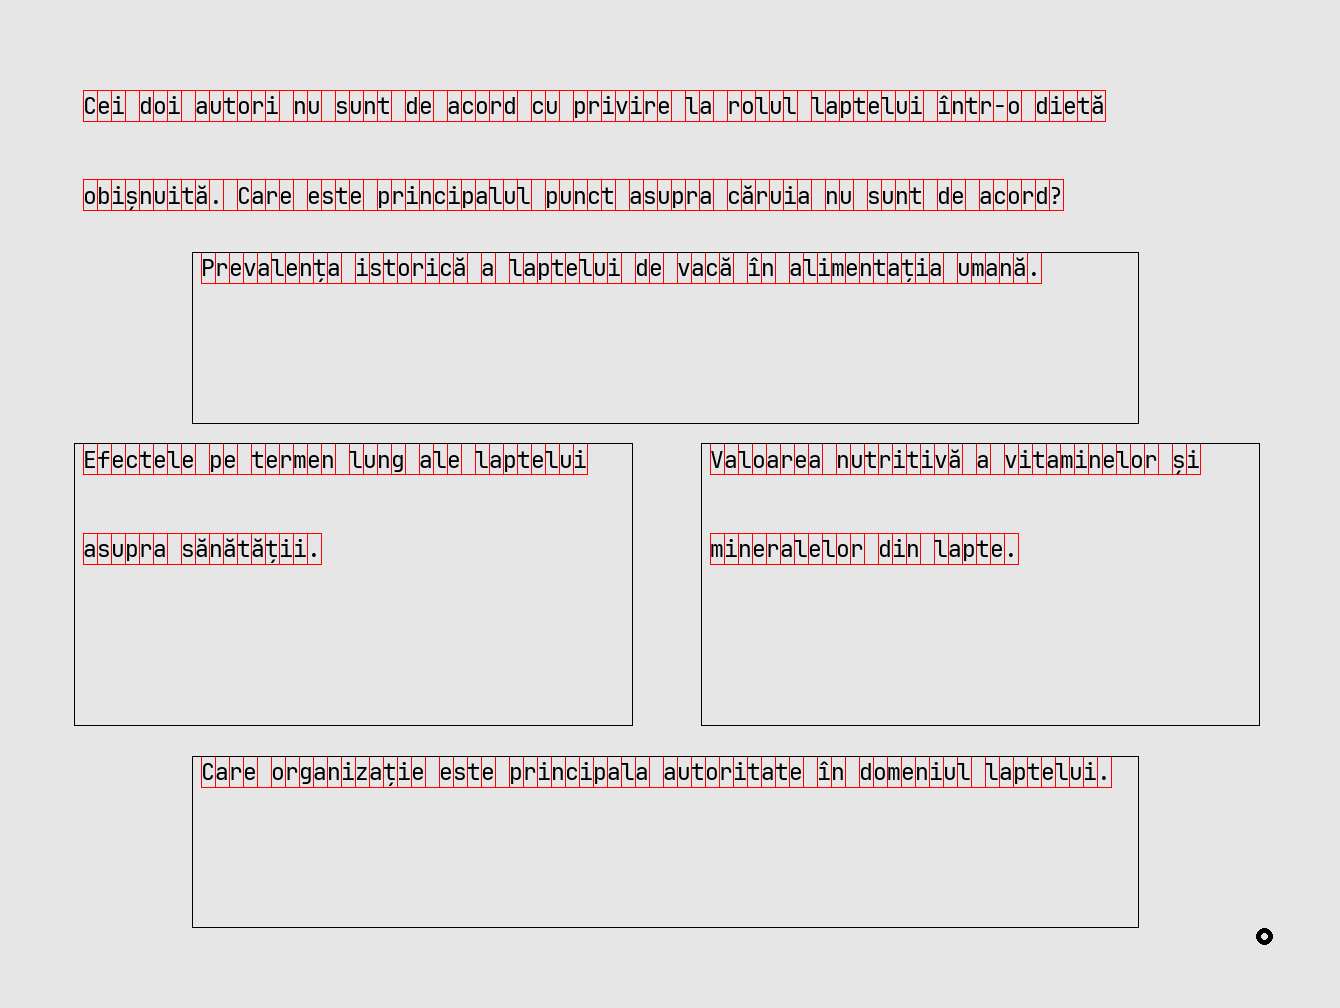 Cei doi autori nu sunt de acord cu privire la rolul laptelui într-o dietă
obișnuită. Care este principalul punct asupra căruia nu sunt de acord?
Prevalența istorică a laptelui de vacă în alimentația umană.
Efectele pe termen lung ale laptelui
asupra sănătății.
Valoarea nutritivă a vitaminelor și
mineralelor din lapte.
Care organizație este principala autoritate în domeniul laptelui.